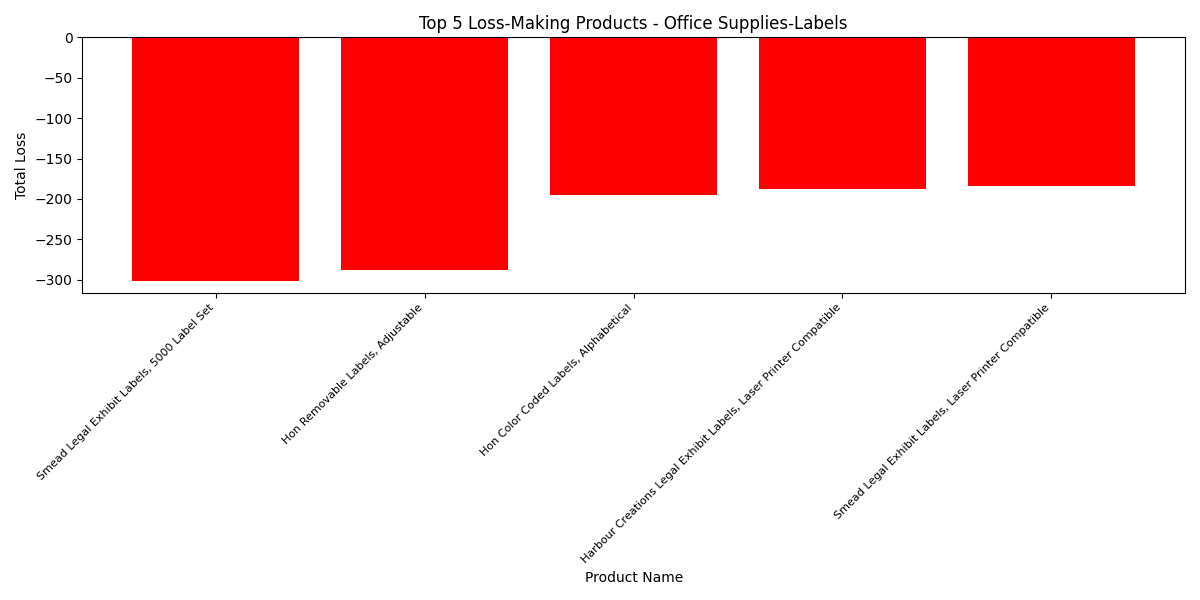 Top 5 Loss-Making Products - Office Supplies-Labels
Total Loss
0
−50
−100
−150
−200
−250
−300
Smead Legal Exhibit Labels, 5000 Label Set
Hon Removable Labels, Adjustable
Hon Color Coded Labels, Alphabetical
Harbour Creations Legal Exhibit Labels, Laser Printer Compatible
Smead Legal Exhibit Labels, Laser Printer Compatible
Product Name